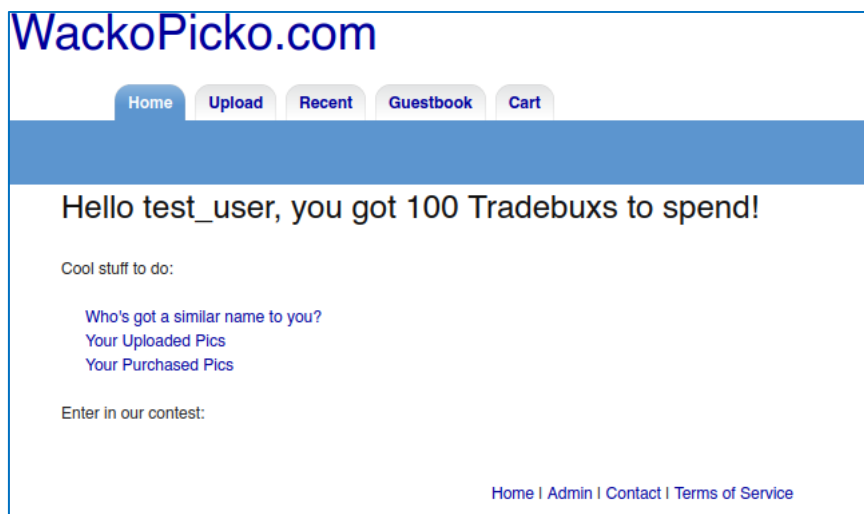 WackoPicko.com
Home Upload Recent Guestbook Cart
Hello test_user, you got 100 Tradebuxs to spend!
Cool stuff to do:
Who's got a similar name to you?
Your Uploaded Pics
Your Purchased Pics
Enter in our contest:
Home | Admin | Contact | Terms of Service